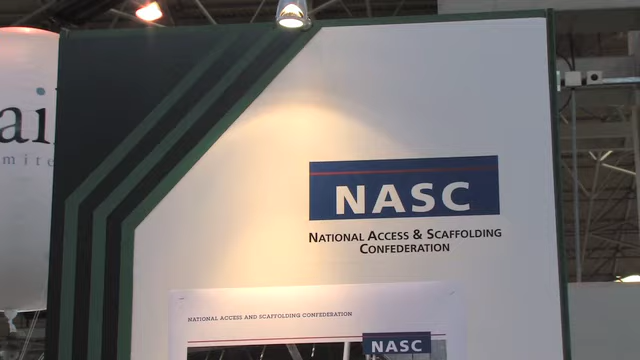 NASC
NATIONAL ACCESS & SCAFFOLDING
CONFEDERATION
NATIONAL ACCESS AND SCAFFOLDING CONFEDERATION
NASC